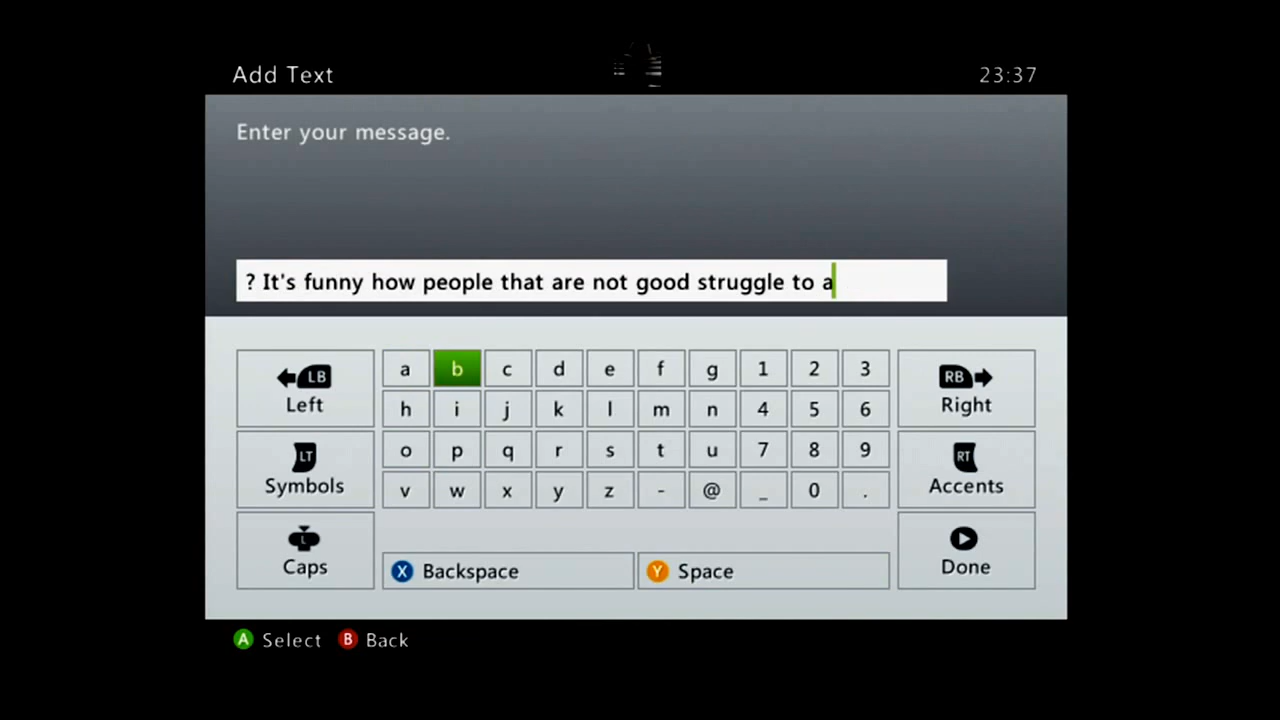 Add Text
23:37
Enter your message.
? It's funny how people that are not good struggle to a
LB
Left
a b c d e f g 1 2 3
RB
Right
h i j k l m n 4 5 6
LT
Symbols
o p q r s t u 7 8 9
RT
Accents
v w x y z - @ _ 0 .
L
Caps
X Backspace
Y Space
Done
A Select B Back